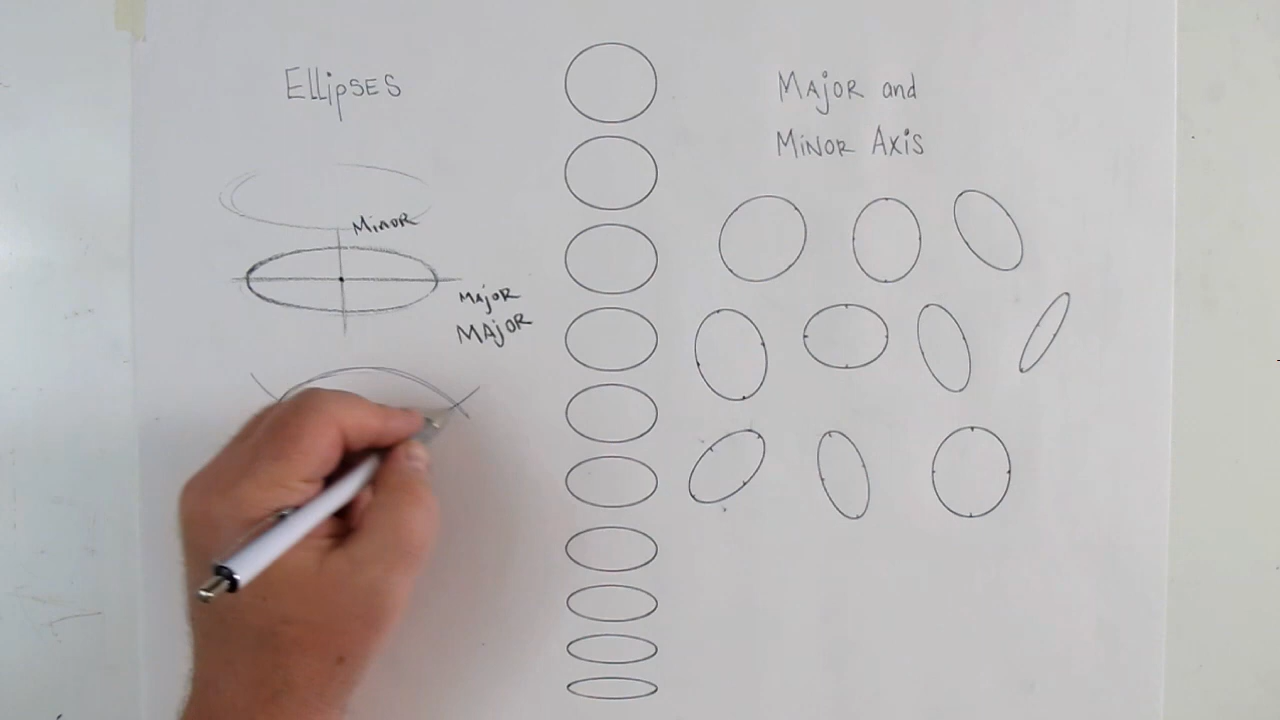 EllipSES
MAjoR and
MiNOR AxiS
MiNOR
MAjoR
MAjoR